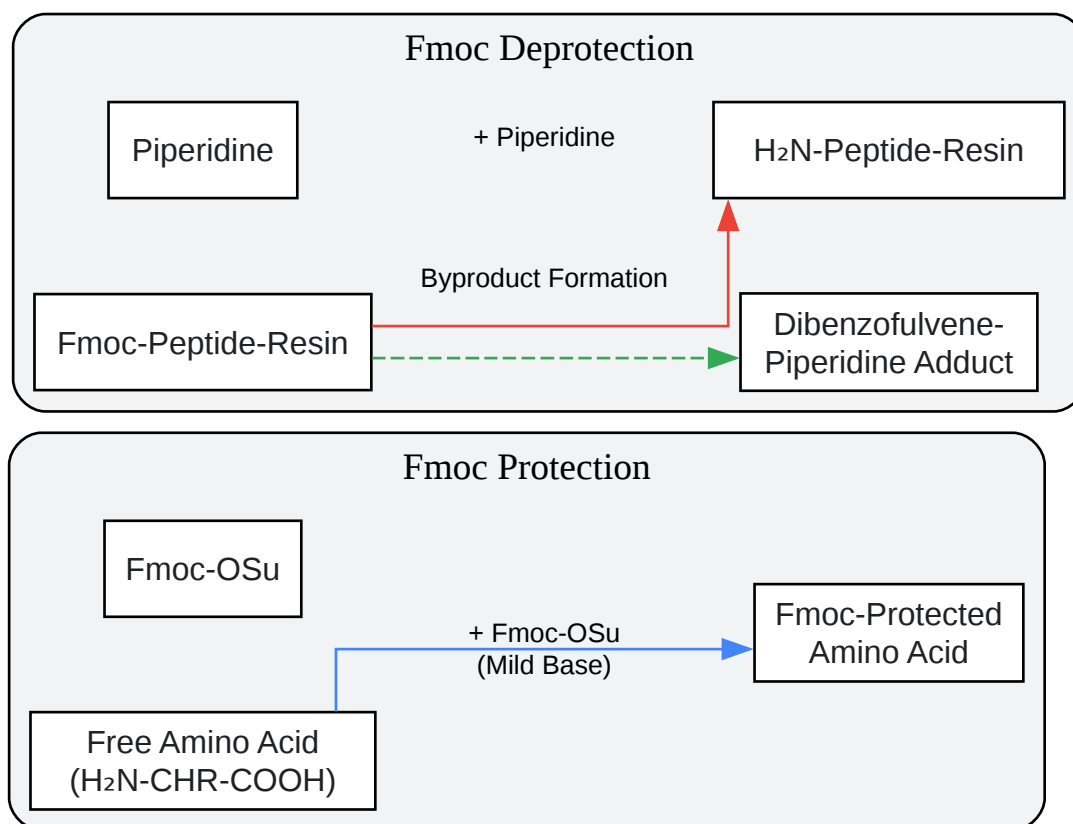 Fmoc Deprotection
Piperidine
+ Piperidine
H₂N-Peptide-Resin
Byproduct Formation
Fmoc-Peptide-Resin
Dibenzofulvene-
Piperidine Adduct
Fmoc Protection
Fmoc-OSu
+ Fmoc-OSu
(Mild Base)
Fmoc-Protected
Amino Acid
Free Amino Acid
(H₂N-CHR-COOH)